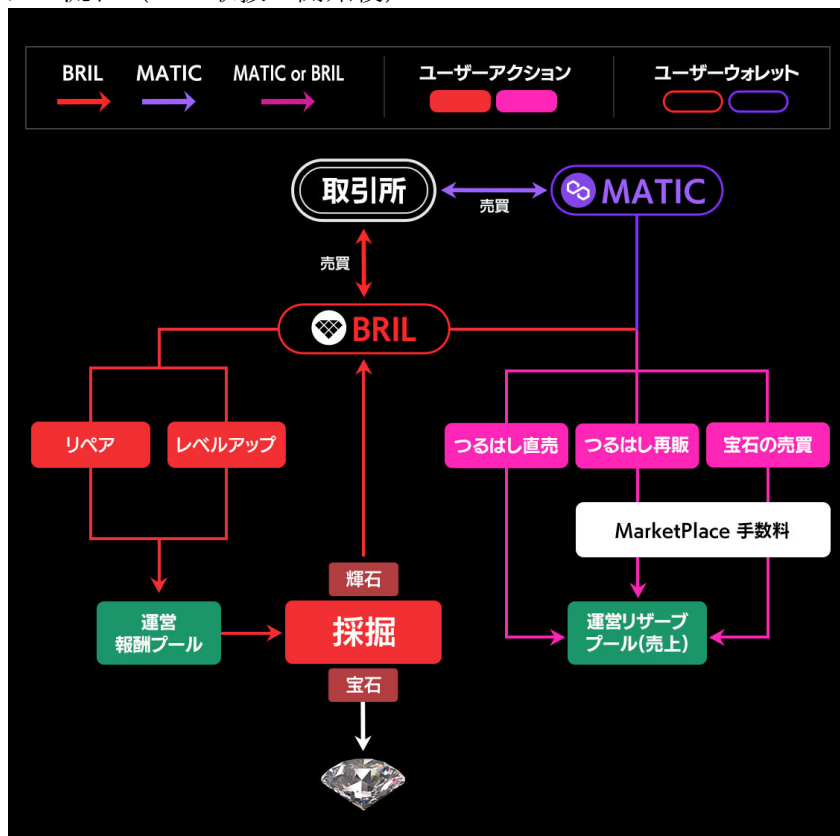 BRIL MATIC MATIC or BRIL ユーザーアクション ユーザーウォレット
取引所
売買
MATIC
売買
BRIL
リペア
レベルアップ
つるはし直売
つるはし再販
宝石の売買
MarketPlace 手数料
輝石
運営
報酬プール
採掘
運営リザーブ
プール(売上)
宝石